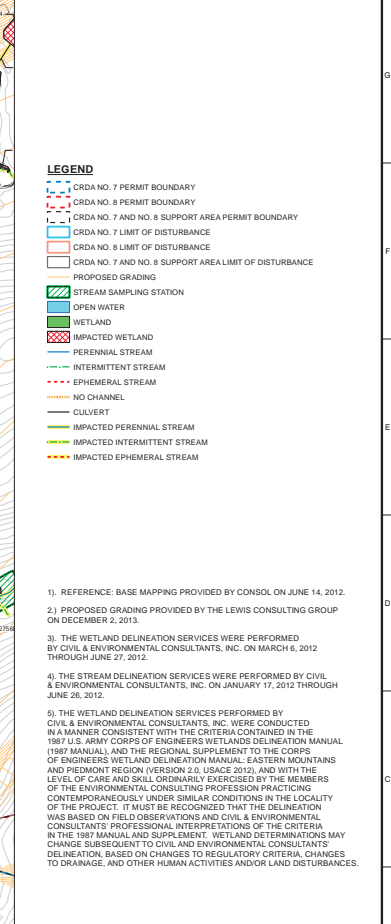 G
LEGEND
CRDA NO. 7 PERMIT BOUNDARY
CRDA NO. 8 PERMIT BOUNDARY
CRDA NO. 7 AND NO. 8 SUPPORT AREA PERMIT BOUNDARY
CRDA NO. 7 LIMIT OF DISTURBANCE
F
CRDA NO. 8 LIMIT OF DISTURBANCE
CRDA NO. 7 AND NO. 8 SUPPORT AREA LIMIT OF DISTURBANCE
PROPOSED GRADING
STREAM SAMPLING STATION
OPEN WATER
WETLAND
IMPACTED WETLAND
PERENNIAL STREAM
INTERMITTENT STREAM
EPHEMERAL STREAM
NO CHANNEL
CULVERT
IMPACTED PERENNIAL STREAM
E
IMPACTED INTERMITTENT STREAM
IMPACTED EPHEMERAL STREAM
1). REFERENCE: BASE MAPPING PROVIDED BY CONSOL ON JUNE 14, 2012.
D
2.) PROPOSED GRADING PROVIDED BY THE LEWIS CONSULTING GROUP
ON DECEMBER 2, 2013.
3). THE WETLAND DELINEATION SERVICES WERE PERFORMED
BY CIVIL & ENVIRONMENTAL CONSULTANTS, INC. ON MARCH 6, 2012
THROUGH JUNE 27, 2012.
4). THE STREAM DELINEATION SERVICES WERE PERFORMED BY CIVIL
& ENVIRONMENTAL CONSULTANTS, INC. ON JANUARY 17, 2012 THROUGH
JUNE 26, 2012.
5). THE WETLAND DELINEATION SERVICES PERFORMED BY
CIVIL & ENVIRONMENTAL CONSULTANTS, INC. WERE CONDUCTED
IN A MANNER CONSISTENT WITH THE CRITERIA CONTAINED IN THE
1987 U.S. ARMY CORPS OF ENGINEERS WETLANDS DELINEATION MANUAL
(1987 MANUAL), AND THE REGIONAL SUPPLEMENT TO THE CORPS
OF ENGINEERS WETLAND DELINEATION MANUAL: EASTERN MOUNTAINS
AND PIEDMONT REGION (VERSION 2.0, USACE 2012), AND WITH THE
LEVEL OF CARE AND SKILL ORDINARILY EXERCISED BY THE MEMBERS
C
OF THE ENVIRONMENTAL CONSULTING PROFESSION PRACTICING
CONTEMPORANEOUSLY UNDER SIMILAR CONDITIONS IN THE LOCALITY
OF THE PROJECT. IT MUST BE RECOGNIZED THAT THE DELINEATION
WAS BASED ON FIELD OBSERVATIONS AND CIVIL & ENVIRONMENTAL
CONSULTANTS' PROFESSIONAL INTERPRETATIONS OF THE CRITERIA
IN THE 1987 MANUAL AND SUPPLEMENT. WETLAND DETERMINATIONS MAY
CHANGE SUBSEQUENT TO CIVIL AND ENVIRONMENTAL CONSULTANTS'
DELINEATION, BASED ON CHANGES TO REGULATORY CRITERIA, CHANGES
TO DRAINAGE, AND OTHER HUMAN ACTIVITIES AND/OR LAND DISTURBANCES.